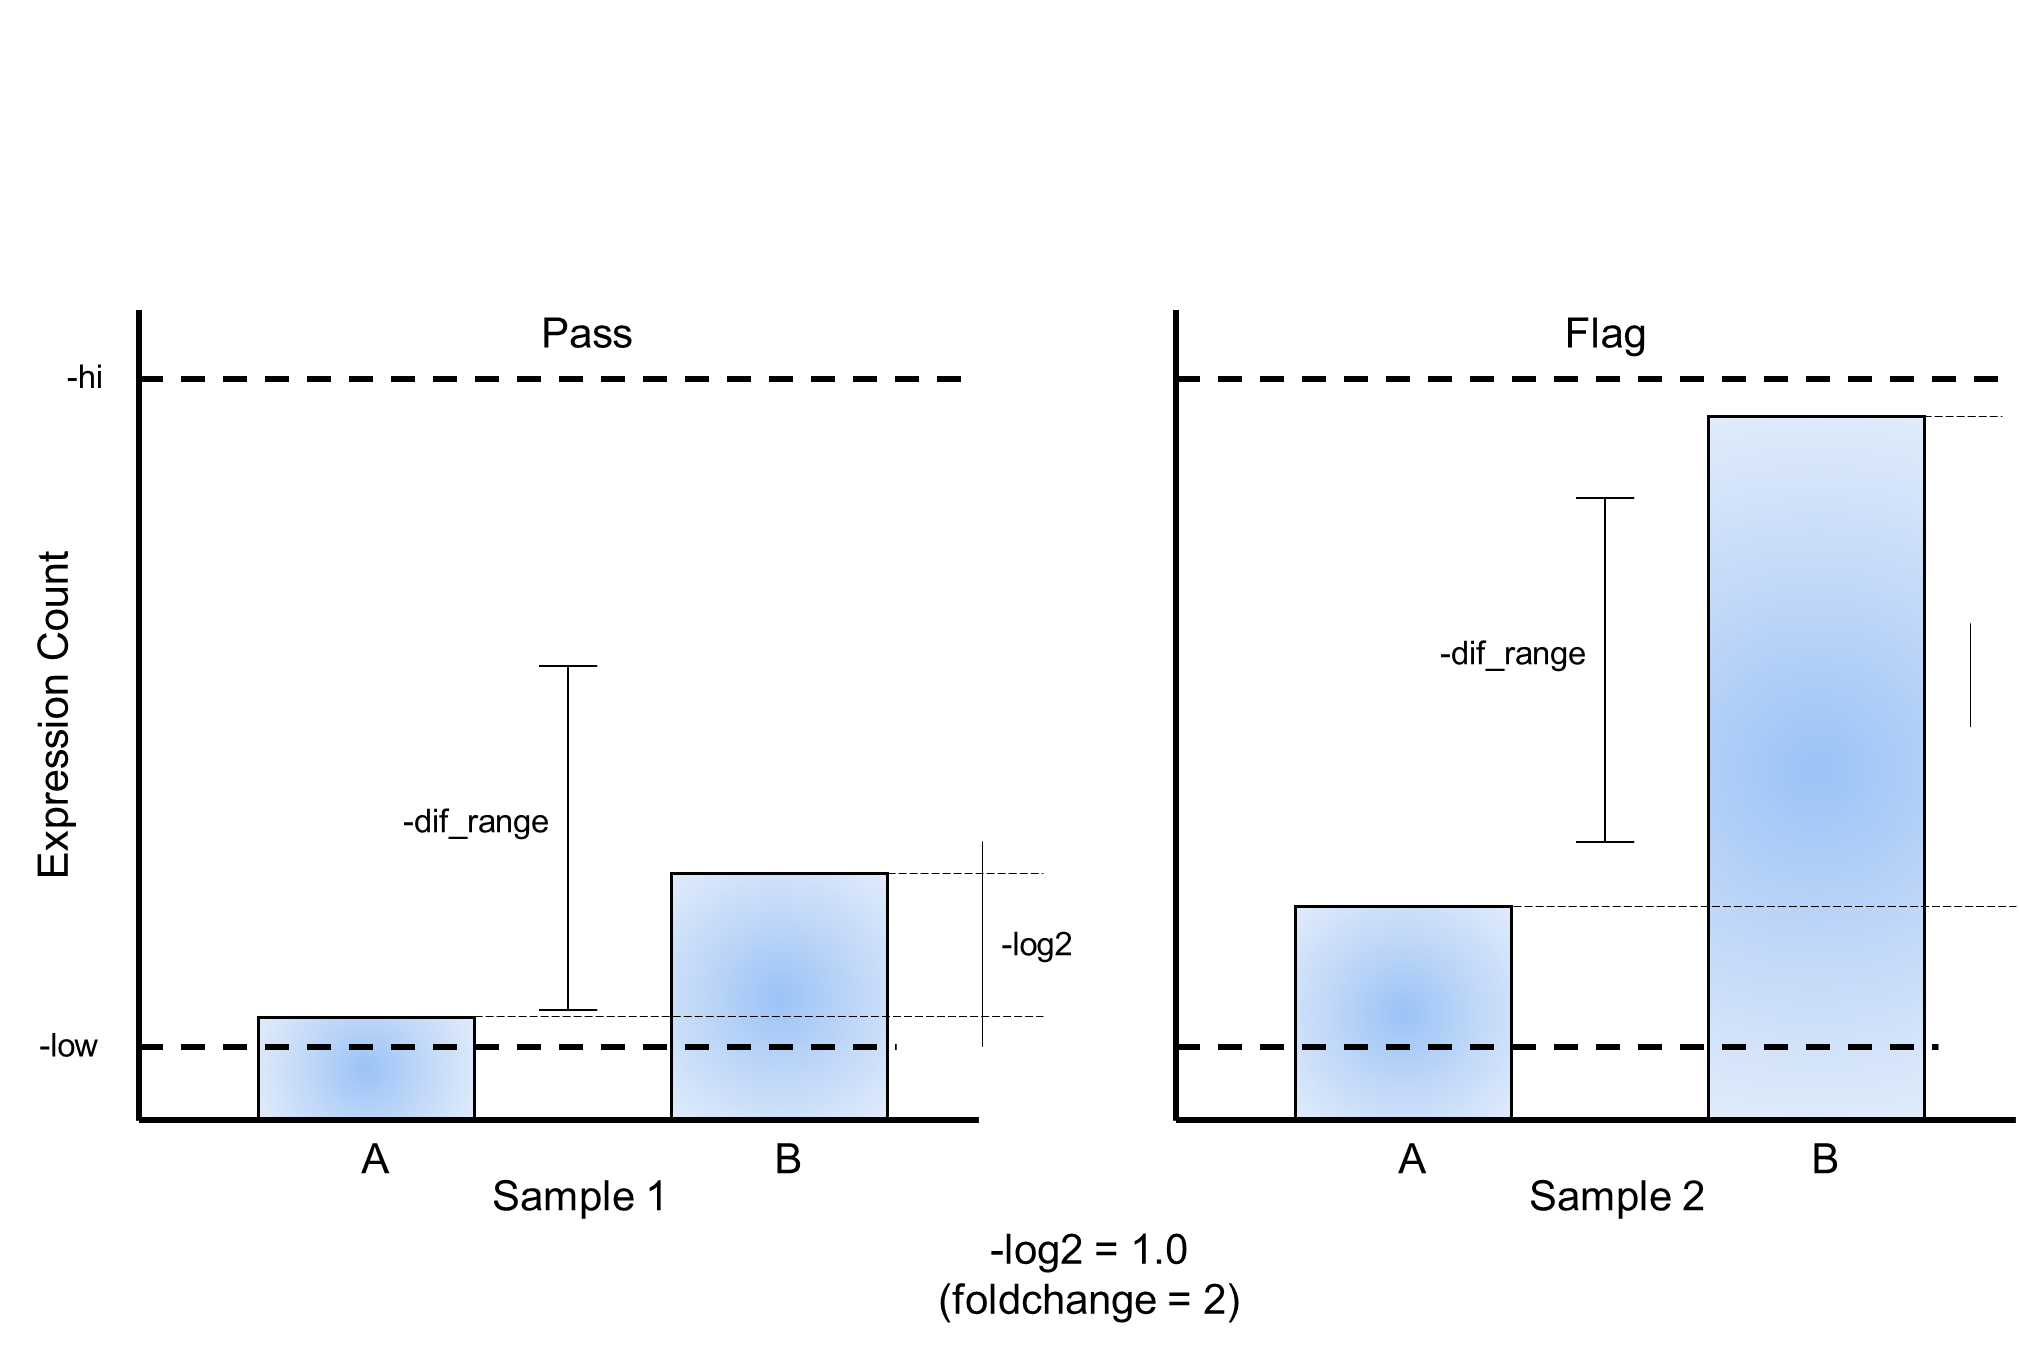 Pass
-hi
Expression Count
-dif_range
-log2
-low
A
B
Sample 1
Flag
-dif_range
A
B
Sample 2
-log2 = 1.0
(foldchange = 2)